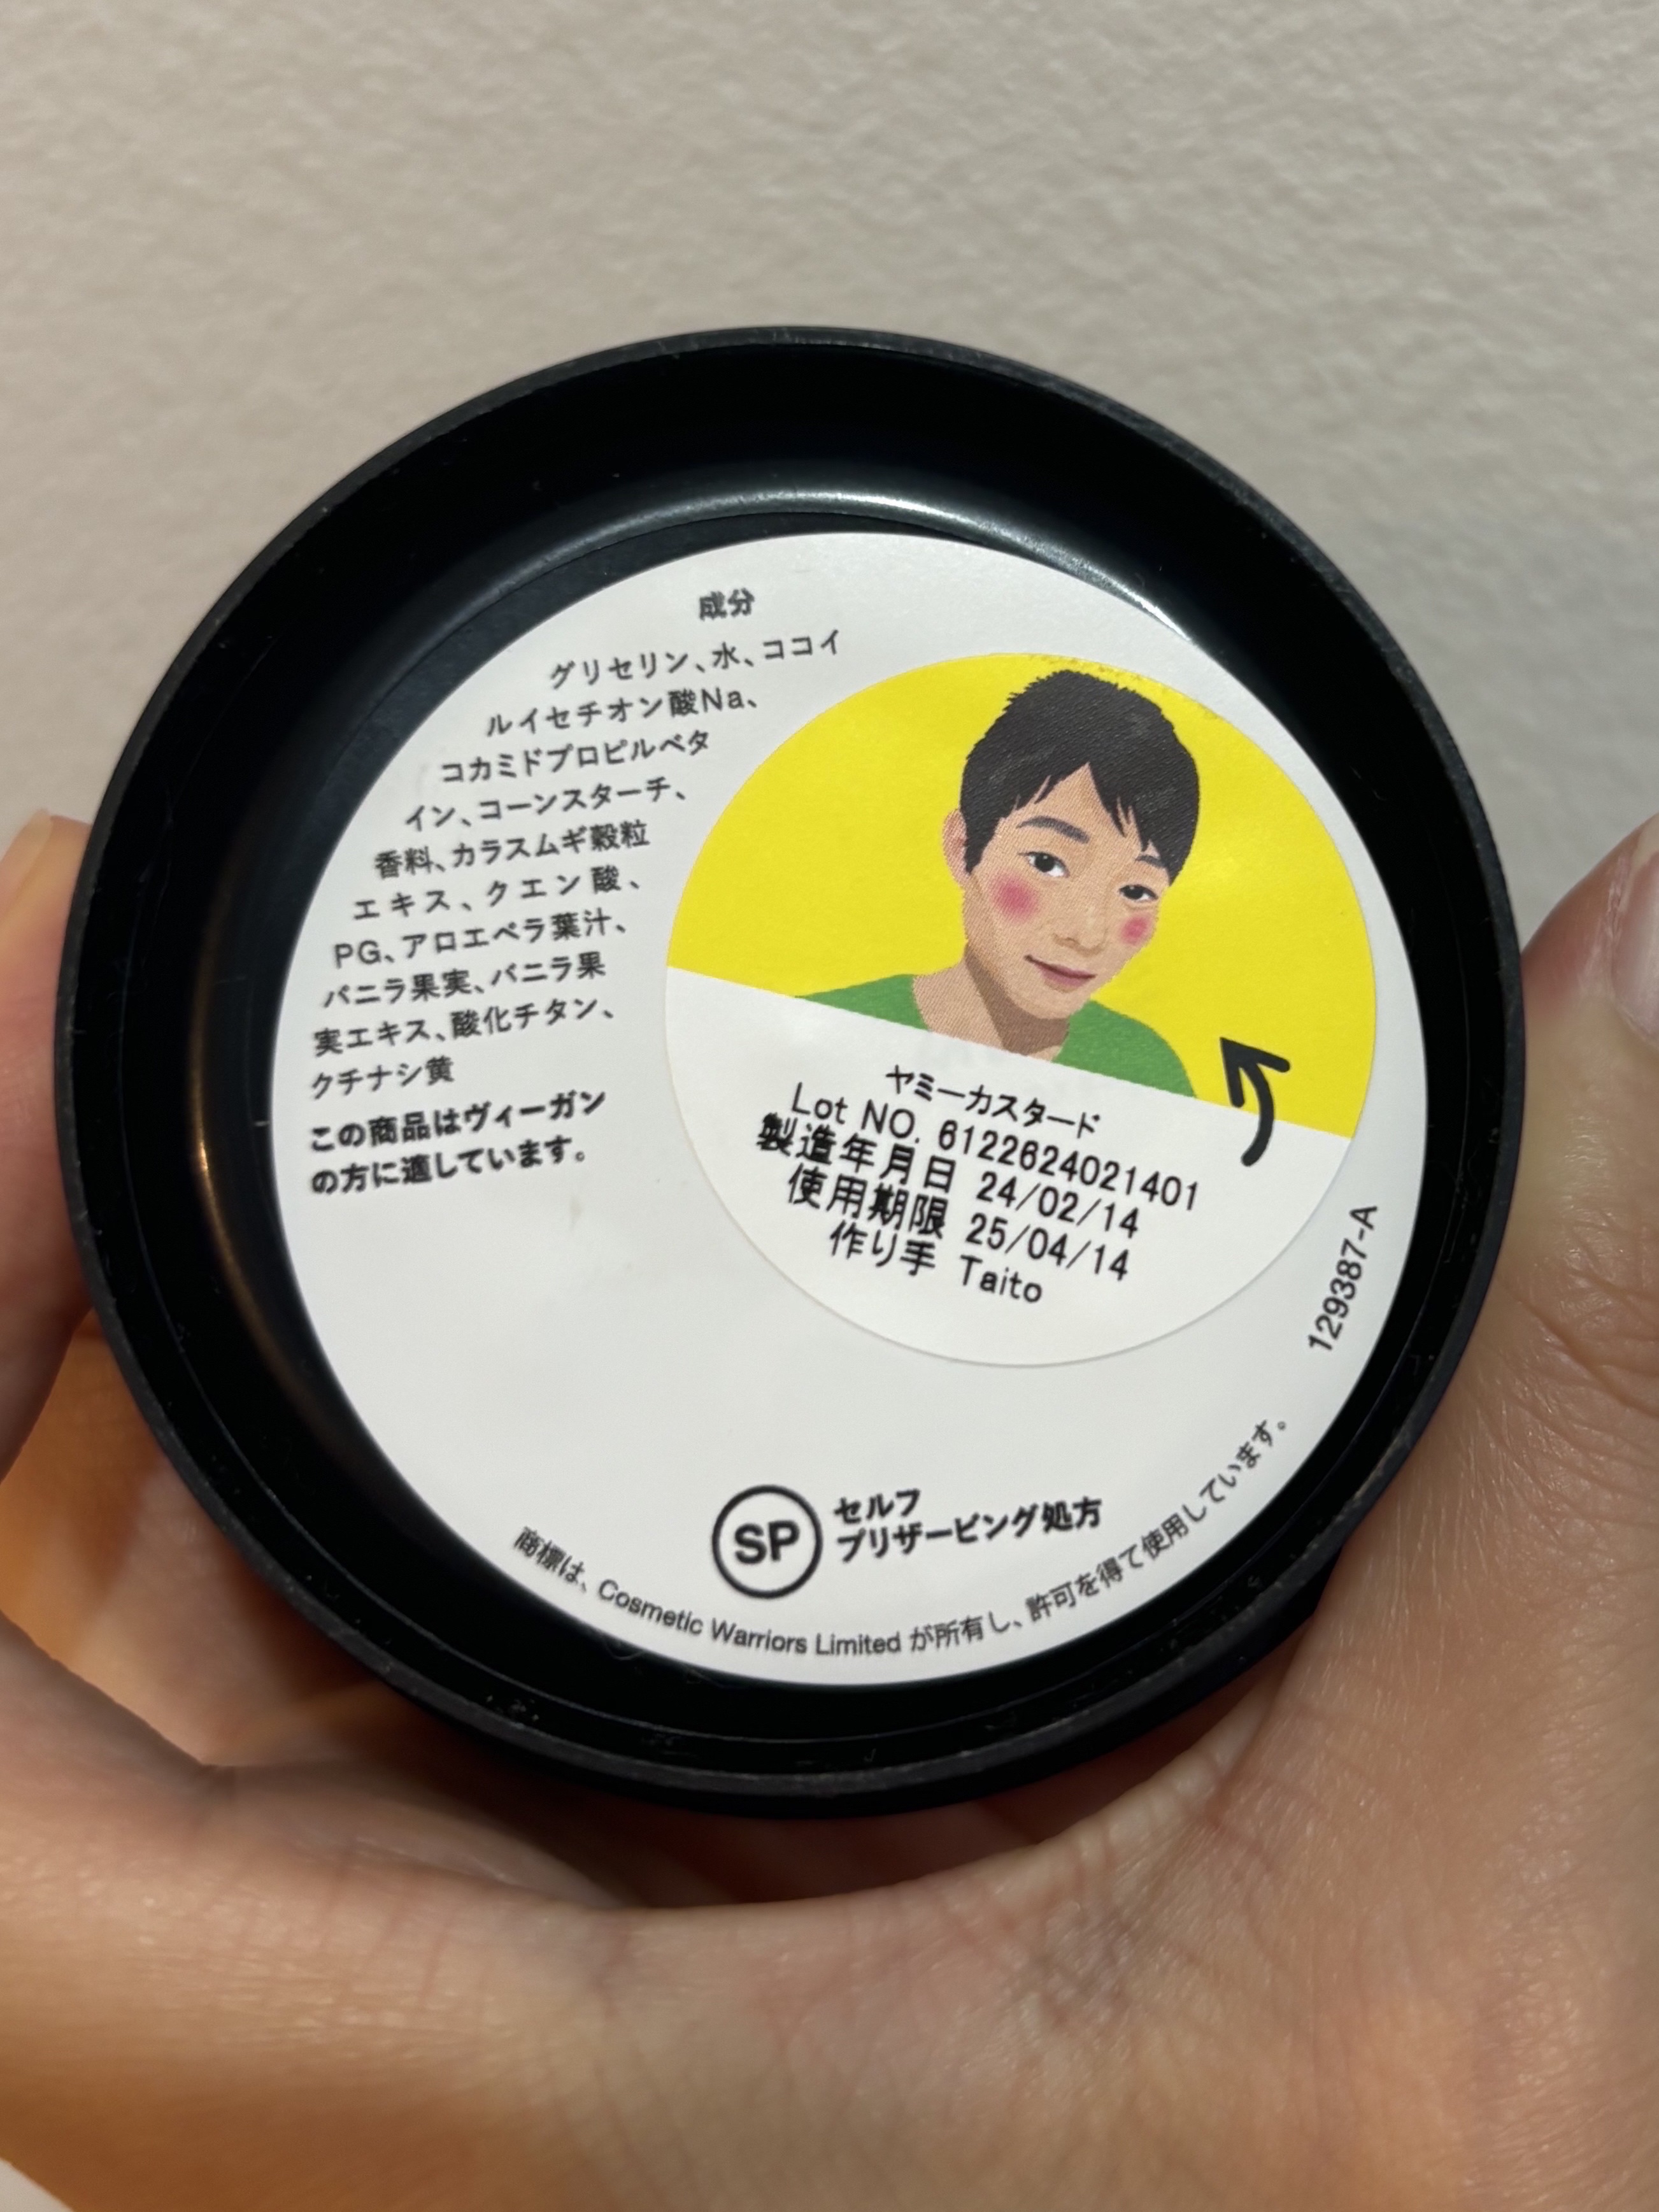 成分
グリセリン、水、ココイ
ルイセチオン酸Na、
コカミドプロピルベタ
イン、コーンスターチ、
香料、カラスムギ穀粒
エキス、クエン酸、
PG、アロエベラ葉汁、
バニラ果実、バニラ果
実エキス、酸化チタン、
クチナシ黄
この商品はヴィーガン
の方に適しています。
ヤミーカスタード
Lot NO. 6122624021401
製造年月日 24/02/14
使用期限 25/04/14
作り手 Taito
129387-A
SP
セルフ
プリザービング処方
商標は、Cosmetic Warriors Limited が所有し、許可を得て使用しています。